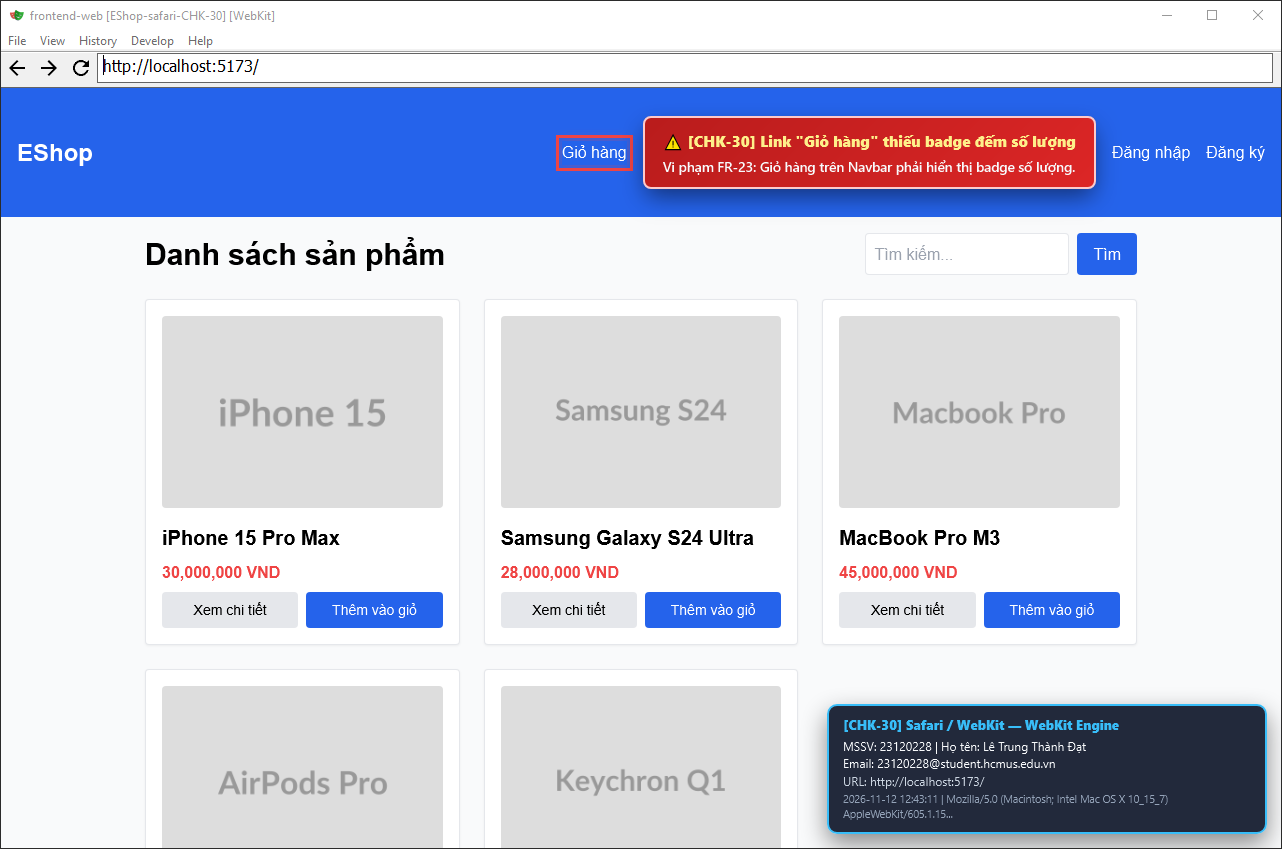 frontend-web [EShop-safari-CHK-30] [WebKit]
File View History Develop Help
http://localhost:5173/
EShop
Giỏ hàng
⚠ [CHK-30] Link "Giỏ hàng" thiếu badge đếm số lượng
Vi phạm FR-23: Giỏ hàng trên Navbar phải hiển thị badge số lượng.
Đăng nhập
Đăng ký
Danh sách sản phẩm
Tìm kiếm...
Tìm
iPhone 15
iPhone 15 Pro Max
30,000,000 VND
Xem chi tiết
Thêm vào giỏ
Samsung S24
Samsung Galaxy S24 Ultra
28,000,000 VND
Xem chi tiết
Thêm vào giỏ
Macbook Pro
MacBook Pro M3
45,000,000 VND
Xem chi tiết
Thêm vào giỏ
AirPods Pro
Keychron Q1
[CHK-30] Safari / WebKit — WebKit Engine
MSSV: 23120228 | Họ tên: Lê Trung Thành Đạt
Email: 23120228@student.hcmus.edu.vn
URL: http://localhost:5173/
2026-11-12 12:43:11 | Mozilla/5.0 (Macintosh; Intel Mac OS X 10_15_7)
AppleWebKit/605.1.15...